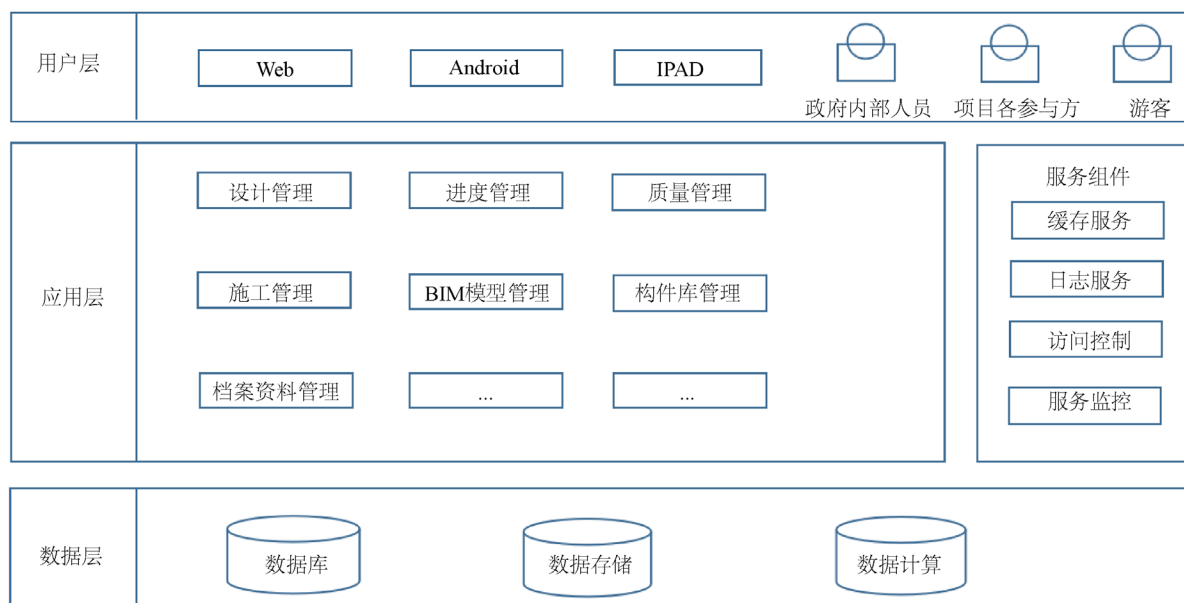 用户层
Web
Android
IPAD
政府内部人员
项目各参与方
游客
应用层
设计管理
进度管理
质量管理
施工管理
BIM模型管理
构件库管理
档案资料管理
...
...
服务组件
缓存服务
日志服务
访问控制
服务监控
数据层
数据库
数据存储
数据计算